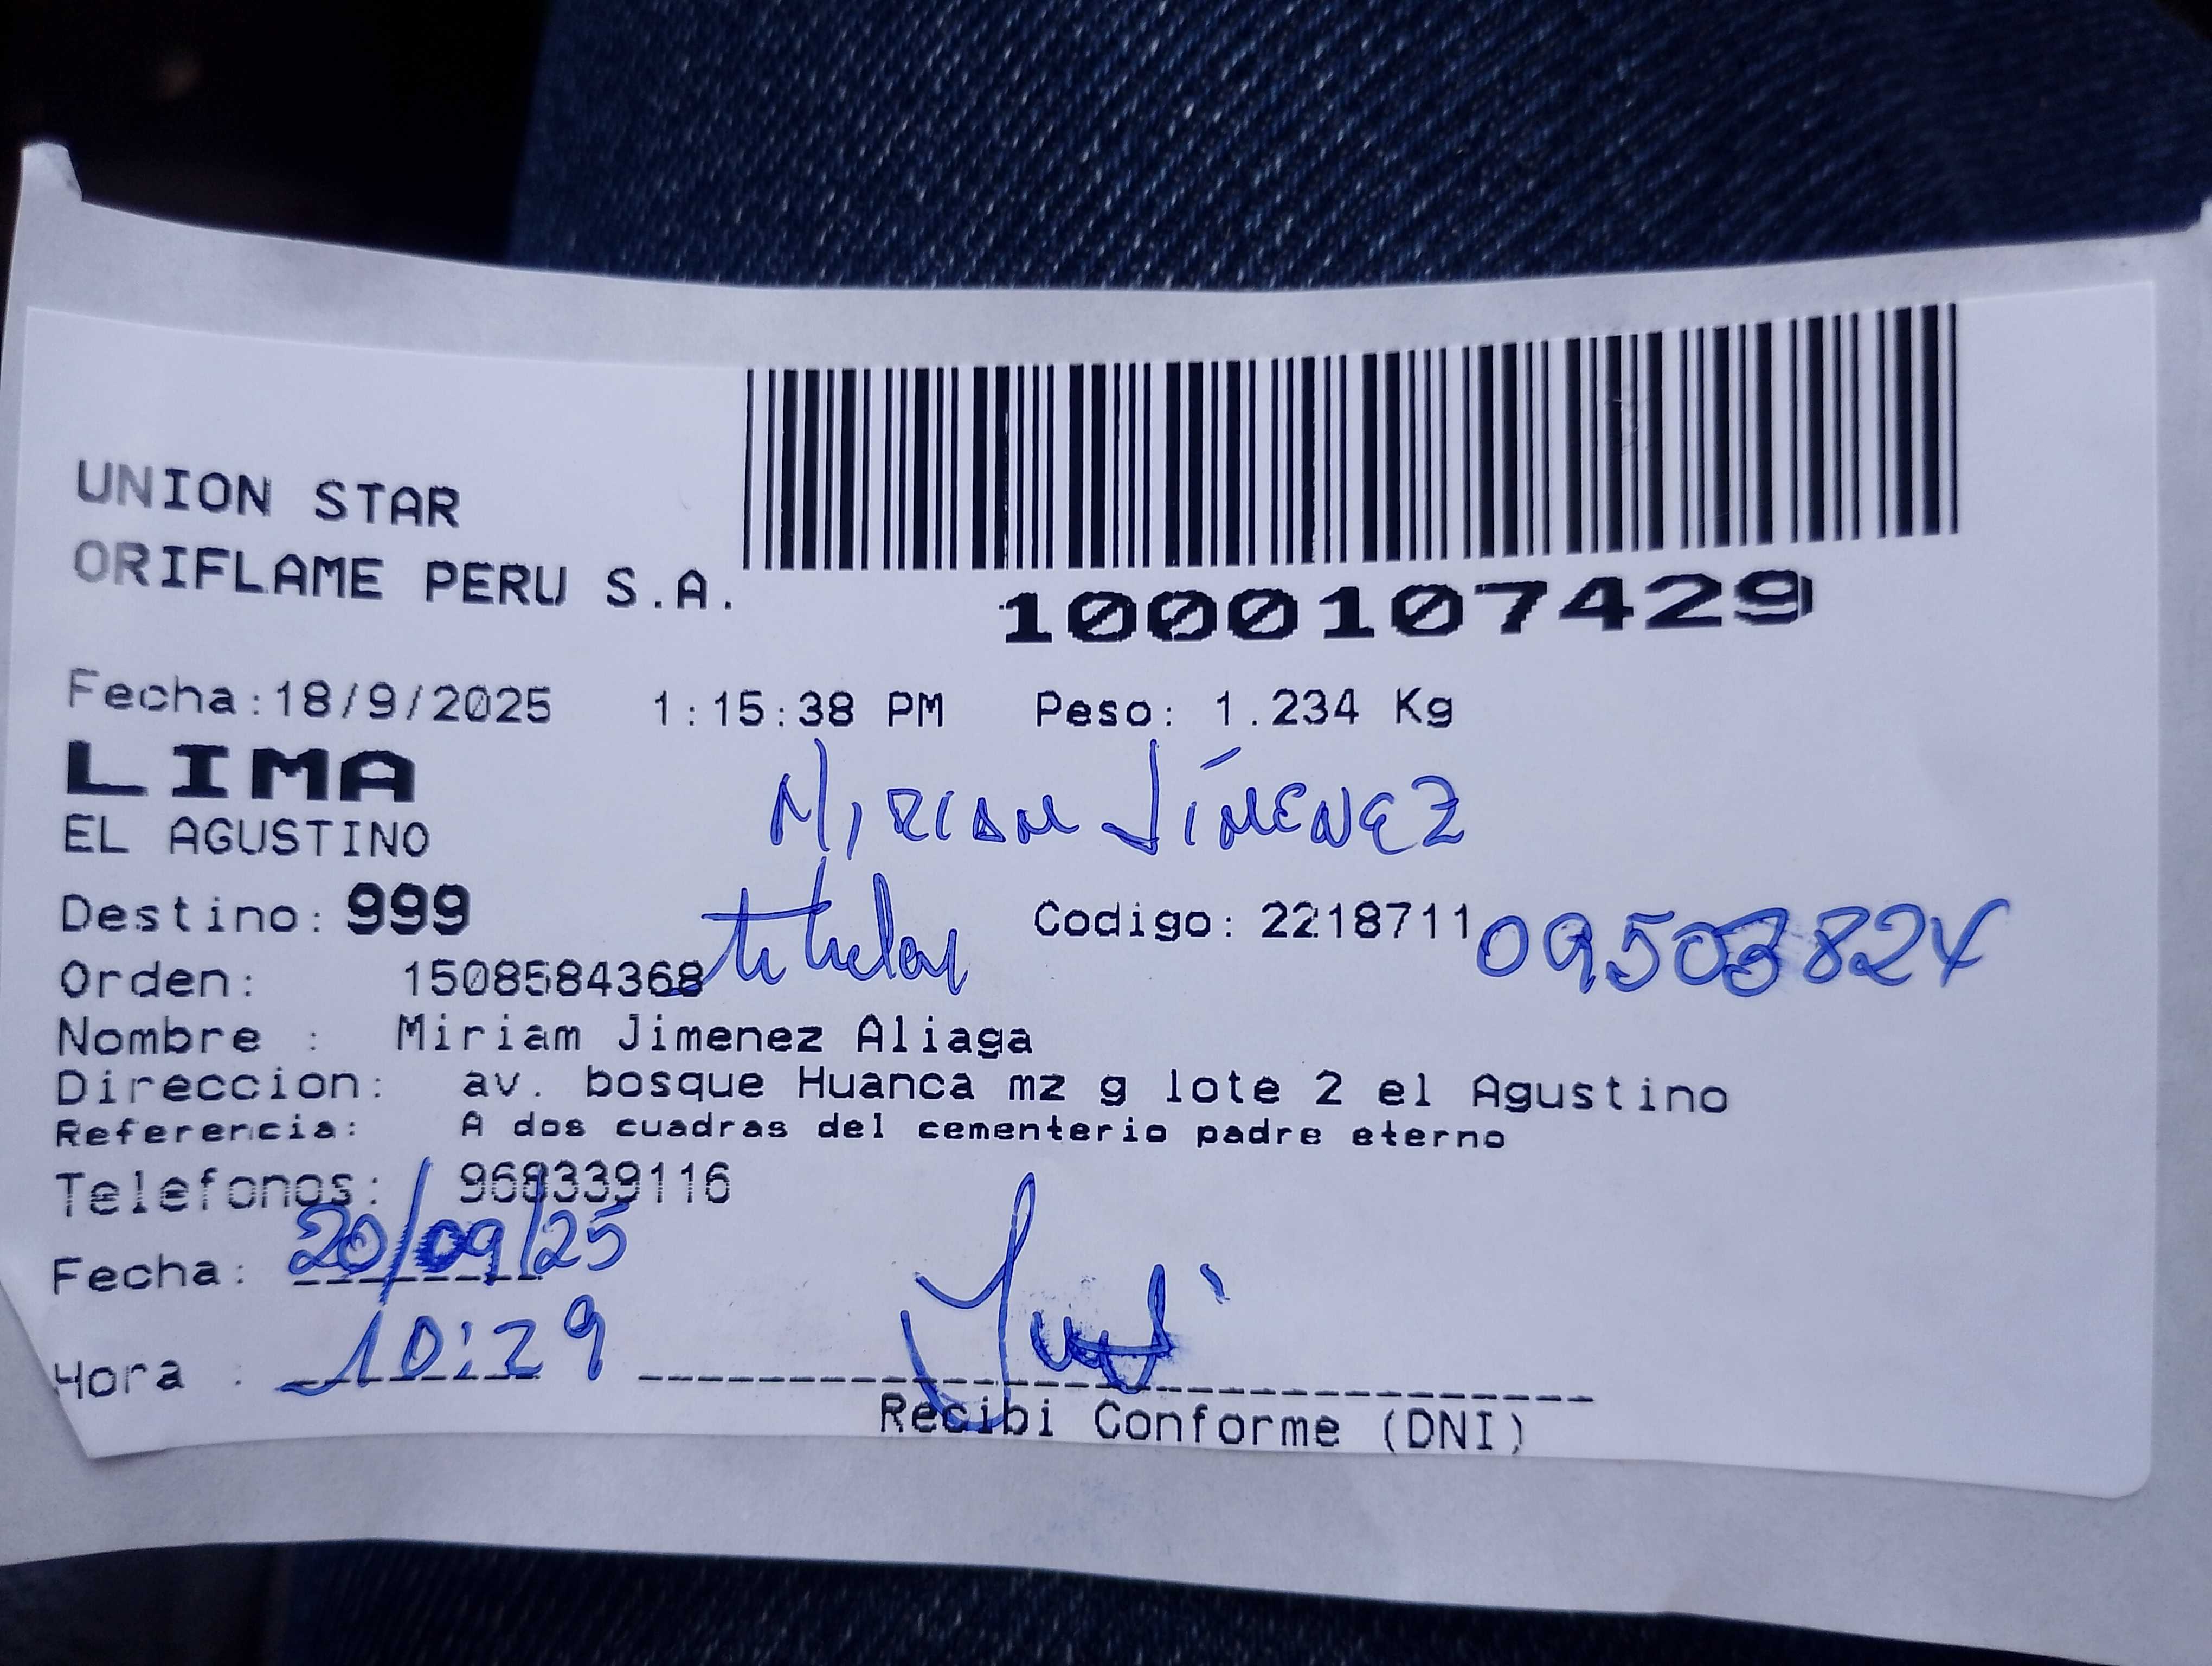 UNION STAR
ORIFLAME PERU S.A.
1000107429
Fecha:18/9/2025 1:15:38 PM Peso: 1.234 Kg
LIMA
MIRIAM JÍMENEZ
EL AGUSTINO
Destino: 999
titular
Codigo: 2218711
Orden: 1508584368
Nombre : Miriam Jimenez Aliaga
Direccion: av. bosque Huanca mz g lote 2 el Agustino
Referencia: A dos cuadras del cementerio padre eterno
Telefonos: 968339116
Fecha: 20/09/25
Hora : 10:29
Recibi Conforme (DNI)